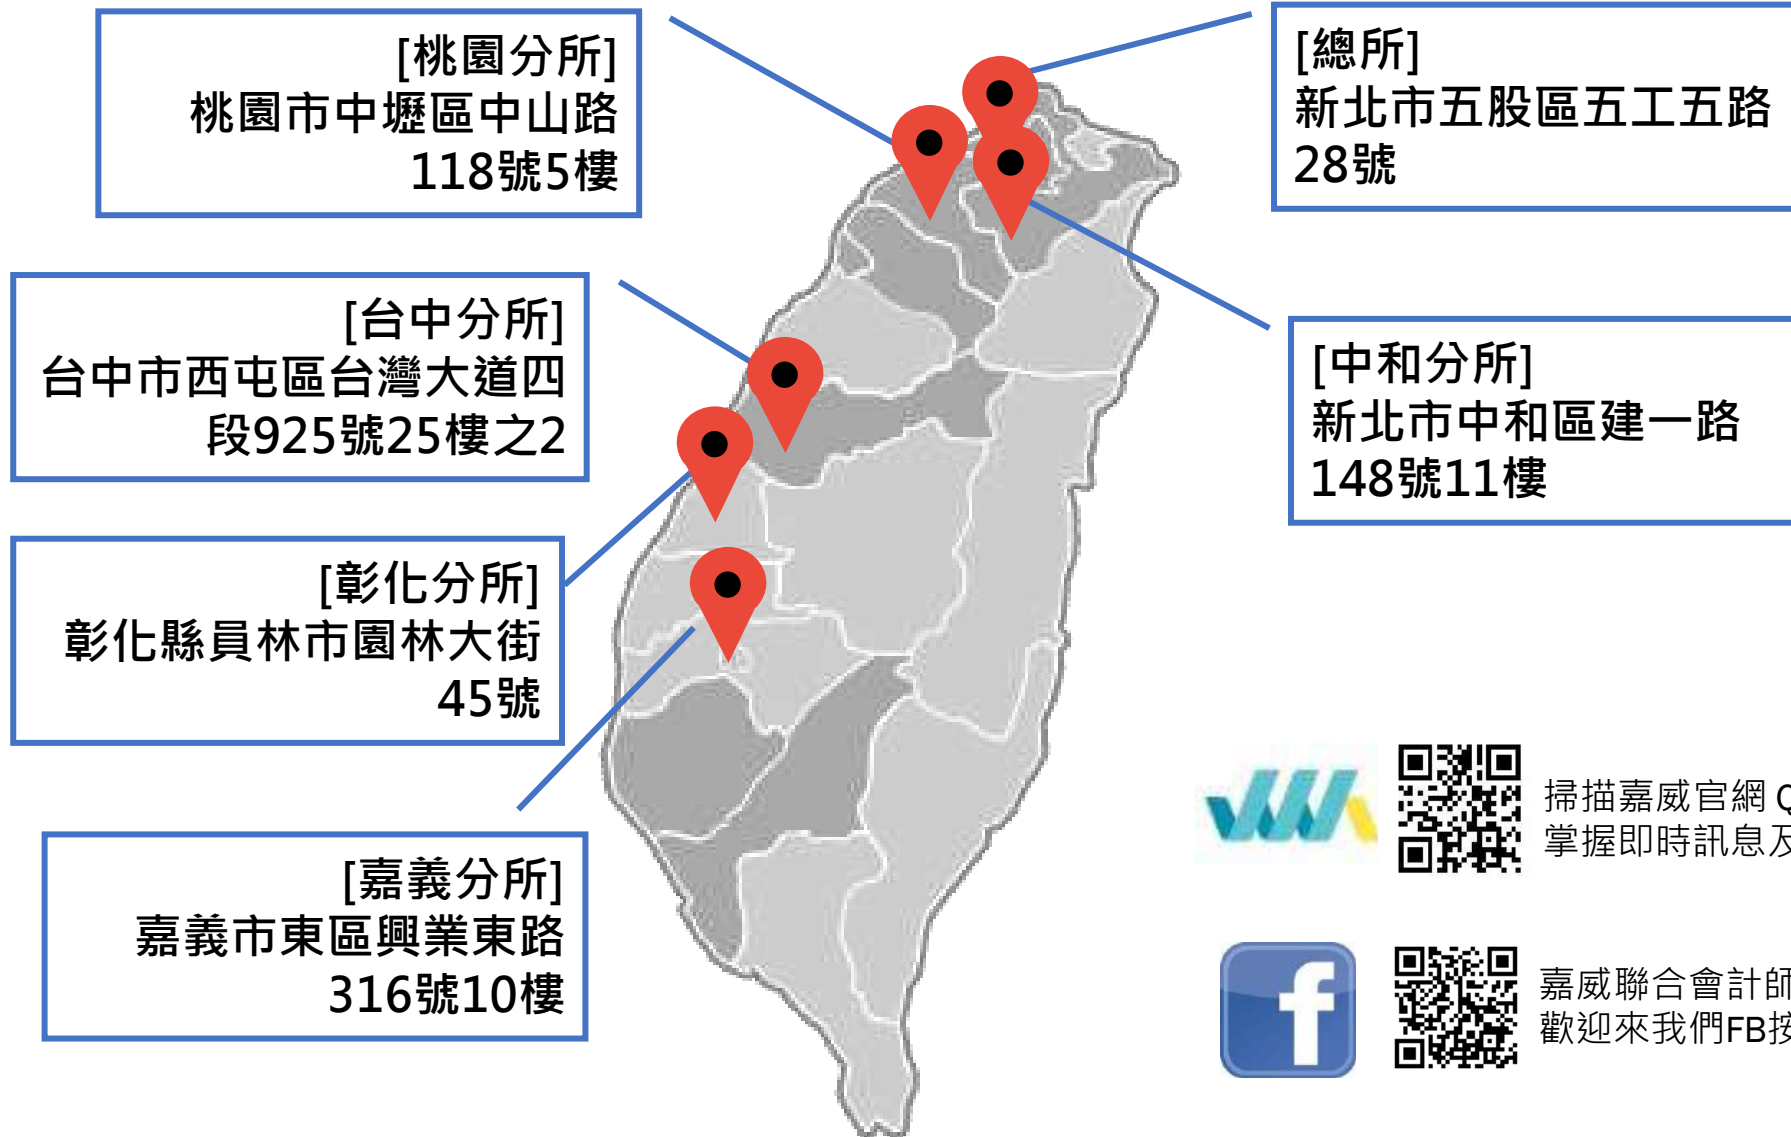 [桃園分所]
桃園市中壢區中山路
118號5樓
[總所]
新北市五股區五工五路
28號
[台中分所]
台中市西屯區台灣大道四
段925號25樓之2
[中和分所]
新北市中和區建一路
148號11樓
[彰化分所]
彰化縣員林市園林大街
45號
[嘉義分所]
嘉義市東區興業東路
316號10樓
掃描嘉威官網 Q
掌握即時訊息及
嘉威聯合會計師
歡迎來我們FB按